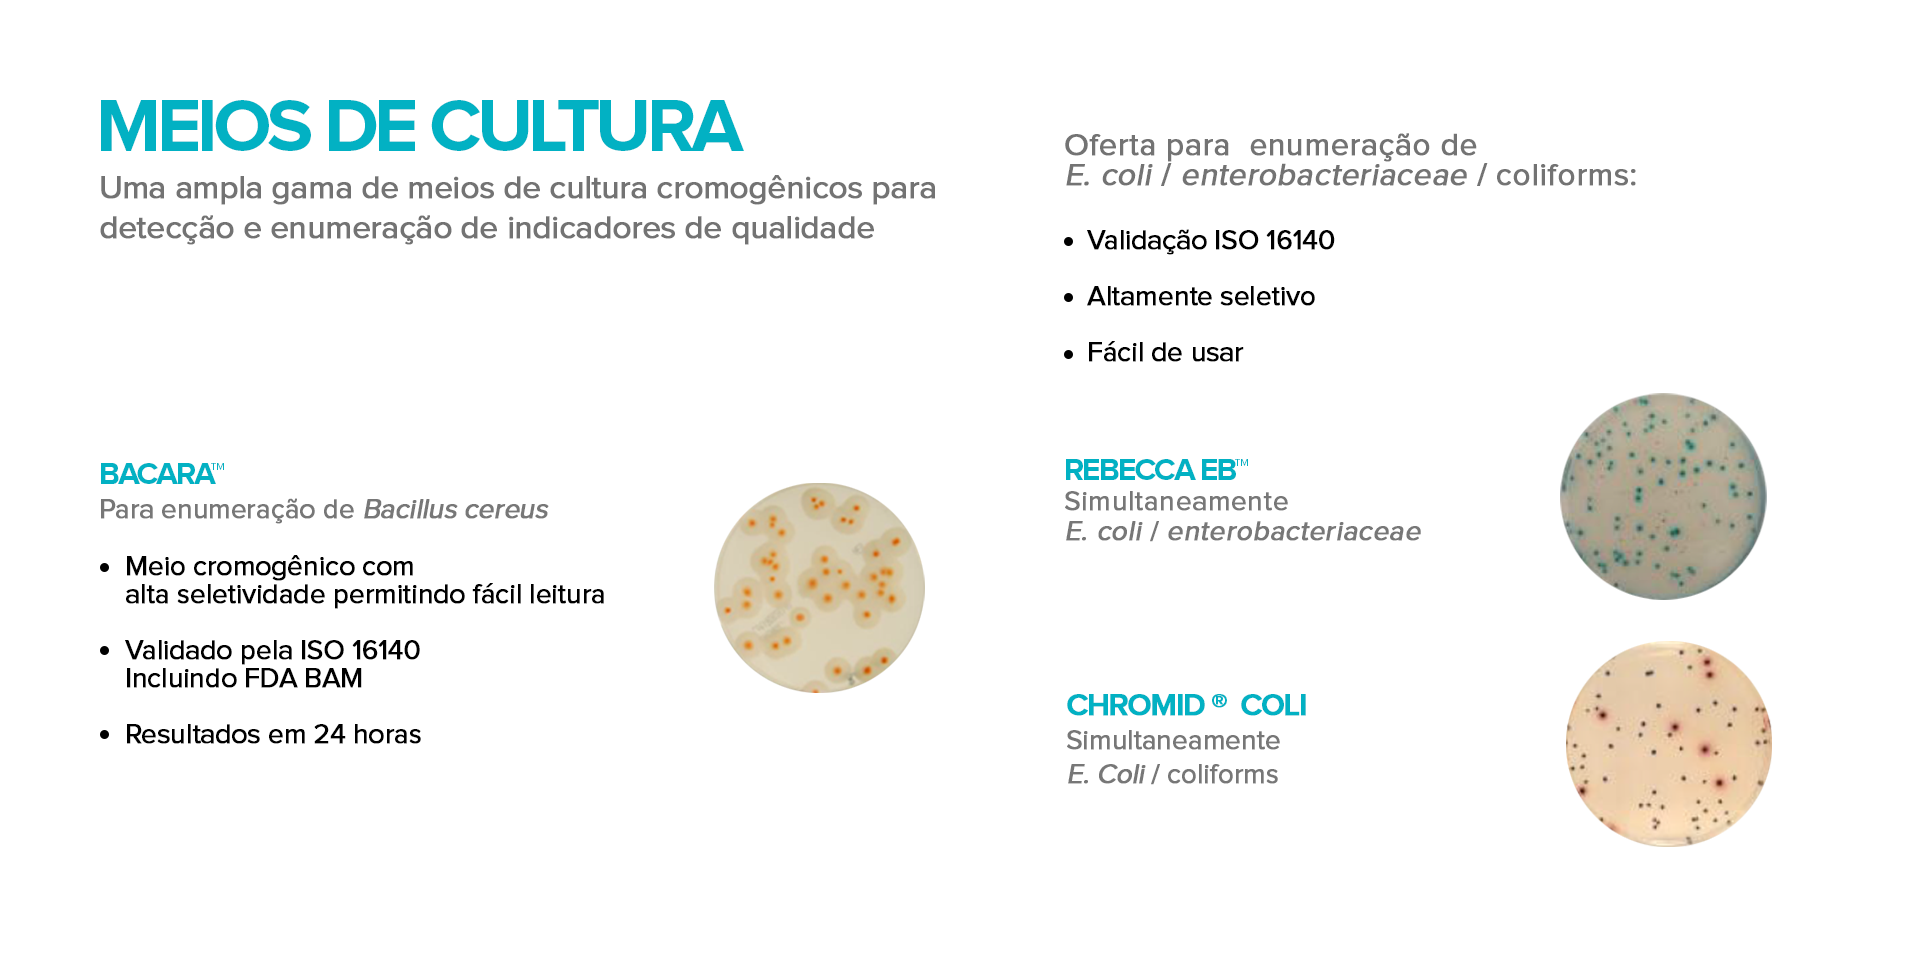 MEIOS DE CULTURA
Uma ampla gama de meios de cultura cromogênicos para
detecção e enumeração de indicadores de qualidade
BACARA™
Para enumeração de Bacillus cereus
• Meio cromogênico com
alta seletividade permitindo fácil leitura
• Validado pela ISO 16140
Incluindo FDA BAM
• Resultados em 24 horas
Oferta para enumeração de
E. coli / enterobacteriaceae / coliforms:
• Validação ISO 16140
• Altamente seletivo
• Fácil de usar
REBECCA EB™
Simultaneamente
E. coli / enterobacteriaceae
CHROMID ® COLI
Simultaneamente
E. Coli / coliforms